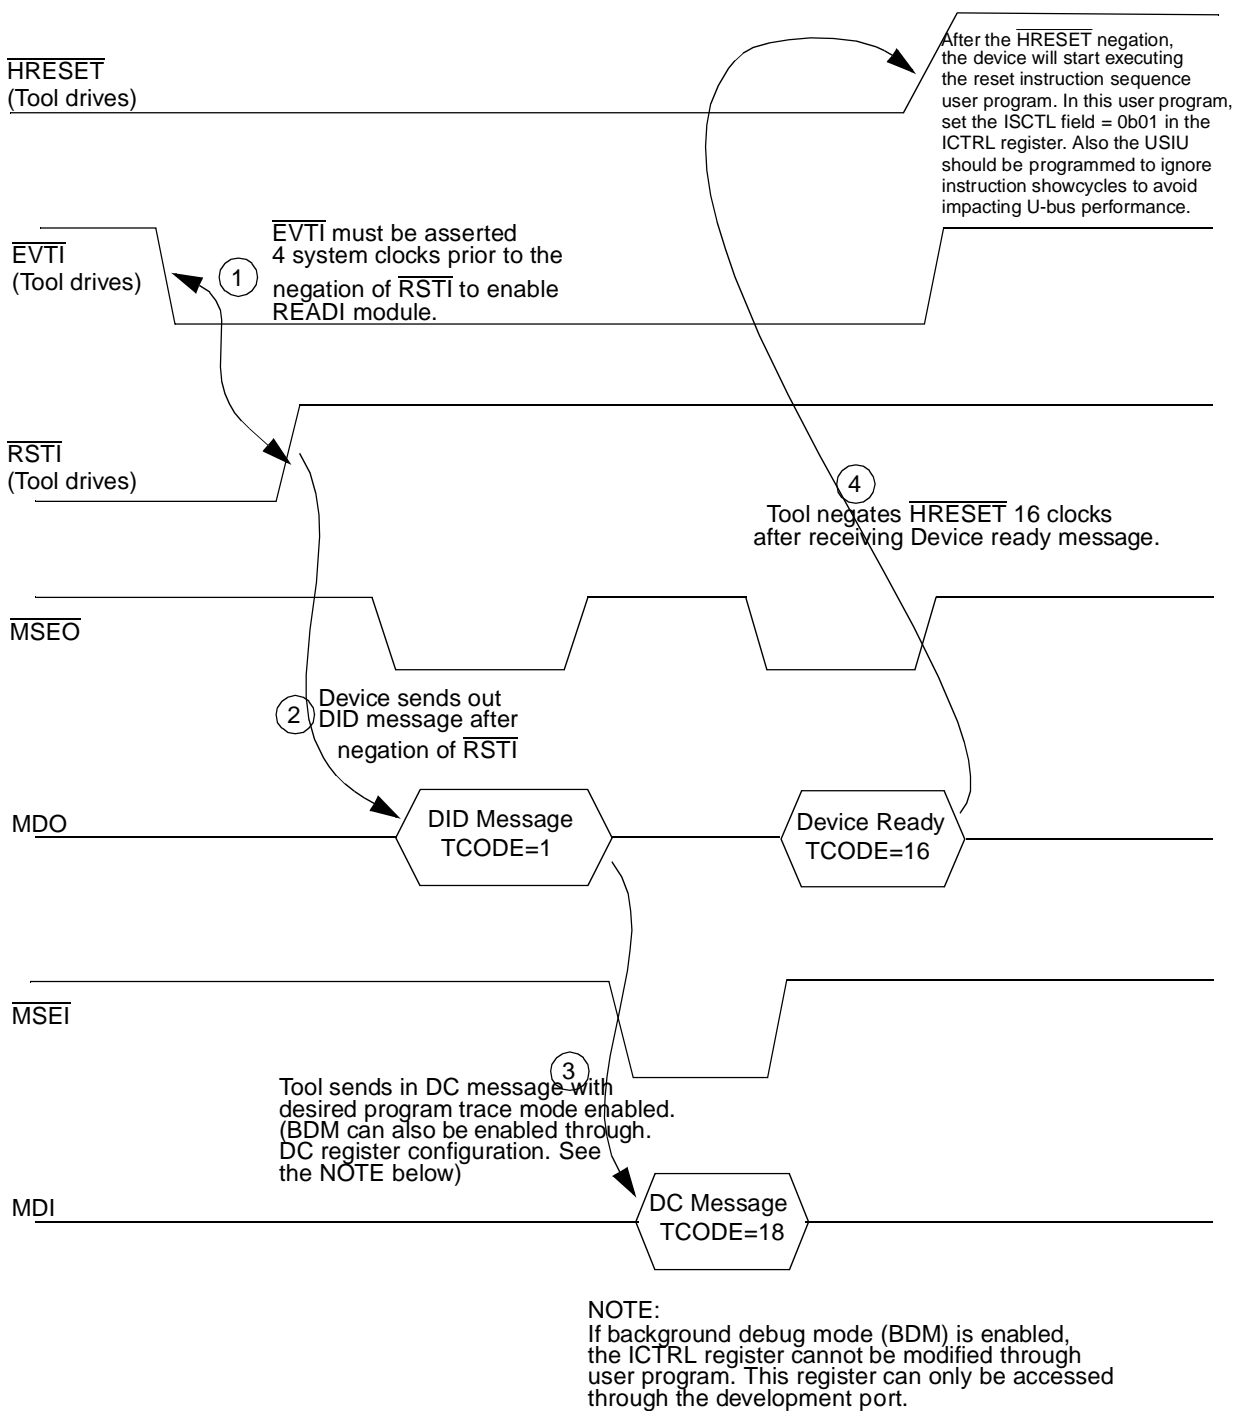 HRESET
(Tool drives)
After the HRESET negation,
the device will start executing
the reset instruction sequence
user program. In this user program,
set the ISCTL field = 0b01 in the
ICTRL register. Also the USIU
should be programmed to ignore
instruction showcycles to avoid
impacting U-bus performance.
EVTI
(Tool drives)
1
EVTI must be asserted
4 system clocks prior to the
negation of RSTI to enable
READI module.
RSTI
(Tool drives)
4
Tool negates HRESET 16 clocks
after receiving Device ready message.
MSEO
2
Device sends out
DID message after
negation of RSTI
MDO
DID Message
TCODE=1
Device Ready
TCODE=16
MSEI
3
Tool sends in DC message with
desired program trace mode enabled.
(BDM can also be enabled through.
DC register configuration. See
the NOTE below)
MDI
DC Message
TCODE=18
NOTE:
If background debug mode (BDM) is enabled,
the ICTRL register cannot be modified through
user program. This register can only be accessed
through the development port.